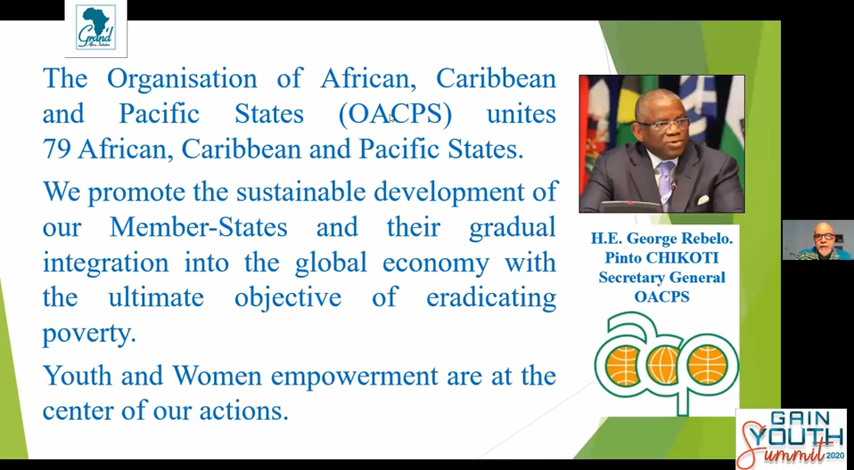 Grand
The Organisation of African, Caribbean
and Pacific States (OACPS) unites
79 African, Caribbean and Pacific States.
We promote the sustainable development of
our Member-States and their gradual
integration into the global economy with
the ultimate objective of eradicating
poverty.
Youth and Women empowerment are at the
center of our actions.
H.E. George Rebelo.
Pinto CHIKOTI
Secretary General
OACPS
acp
GAIN
YOUTH
Summit 2020